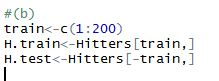 #(b)
train<-c(1:200)
H.train<-Hitters[train,]
H.test<-Hitters[-train,]